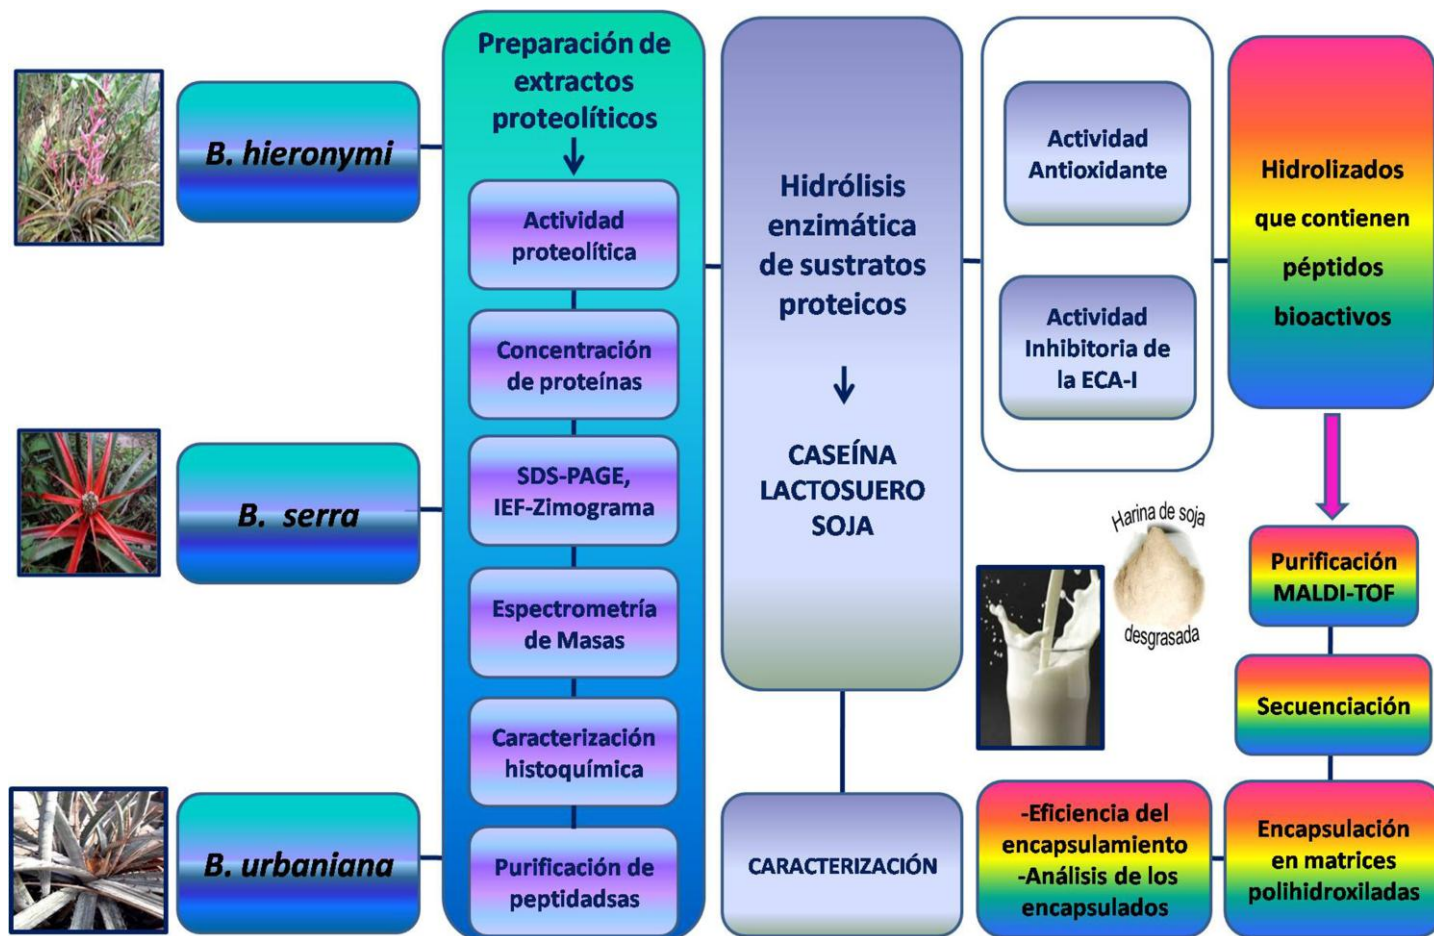 B. hieronymi
B. serra
B. urbaniana
Preparación de
extractos
proteolíticos
Actividad
proteolítica
Concentración
de proteínas
SDS-PAGE,
IEF-Zimograma
Espectrometría
de Masas
Caracterización
histoquímica
Purificación de
peptidadsas
Hidrólisis
enzimática
de sustratos
proteicos
CASEÍNA
LACTOSUERO
SOJA
CARACTERIZACIÓN
Actividad
Antioxidante
Actividad
Inhibitoria de
la ECA-I
Harina de soja
desgrasada
Hidrolizados
que contienen
péptidos
bioactivos
Purificación
MALDI-TOF
Secuenciación
Encapsulación
en matrices
polihidroxiladas
-Eficiencia del
encapsulamiento
-Análisis de los
encapsulados